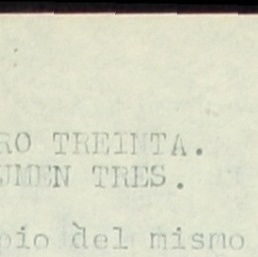 RO TREINTA.
UMEN TRES.
pio del mismo